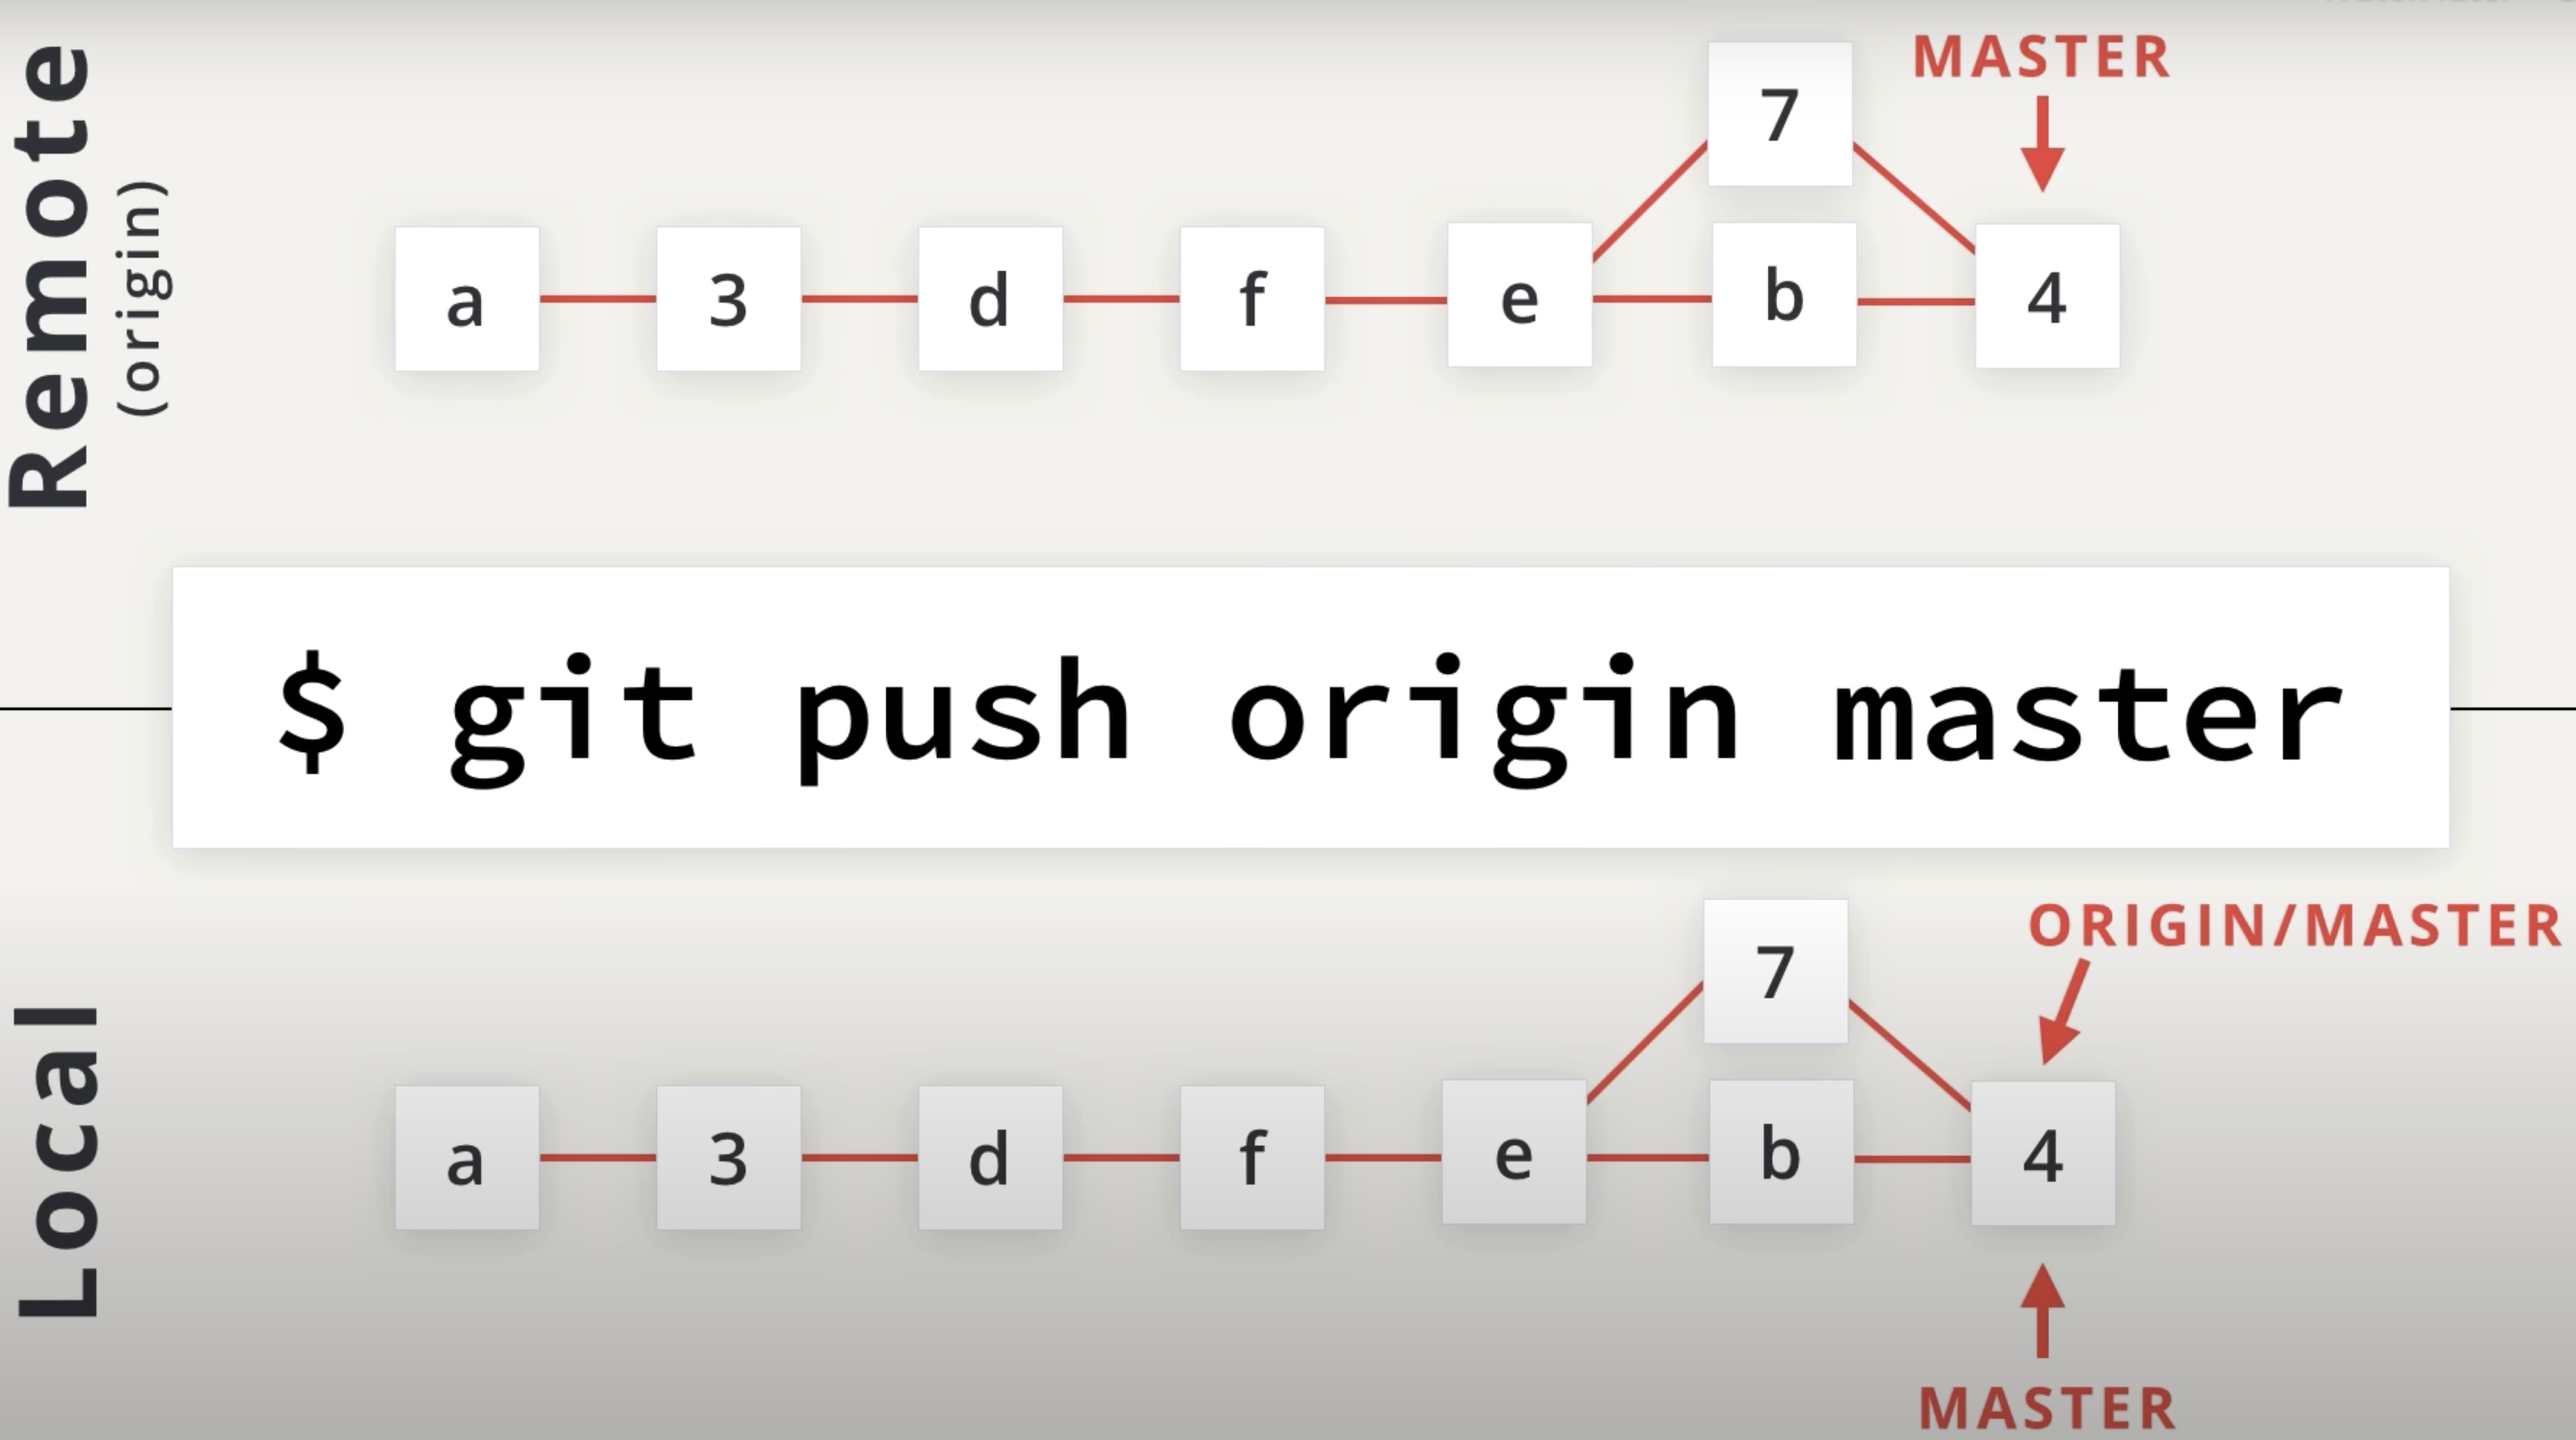 Remote
(origin)
MASTER
7
a 3 d f e b 4
$ git push origin master
Local
ORIGIN/MASTER
7
a 3 d f e b 4
MASTER